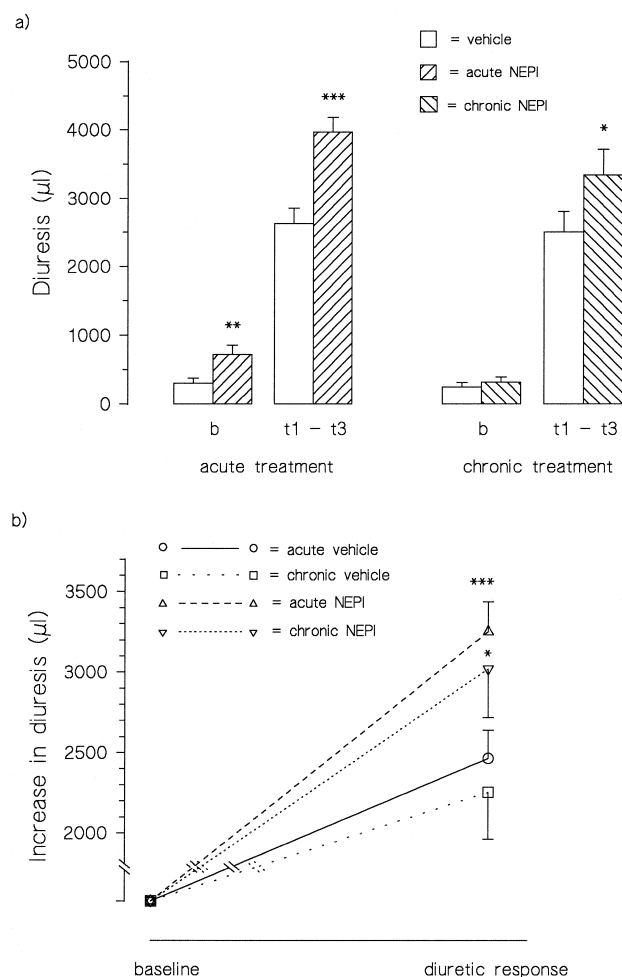 a)
= vehicle
= acute NEPI
= chronic NEPI
Diuresis (µl)
5000
4000
3000
2000
1000
0
**
***
*
b
t1 – t3
b
t1 – t3
acute treatment
chronic treatment
b)
= acute vehicle
= chronic vehicle
= acute NEPI
= chronic NEPI
Increase in diuresis (µl)
3500
3000
2500
2000
***
*
baseline
diuretic response